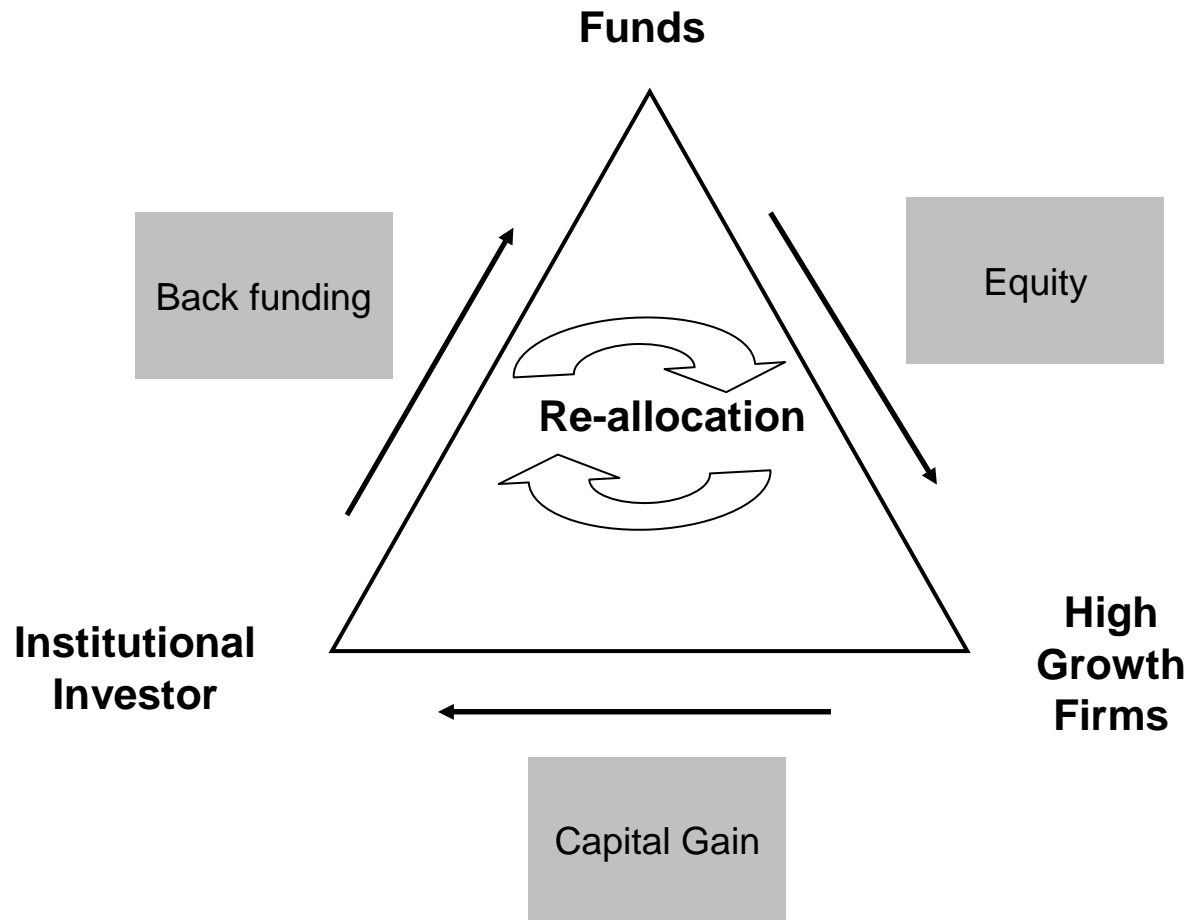 Funds
Back funding
Equity
Re-allocation
Institutional
Investor
High
Growth
Firms
Capital Gain